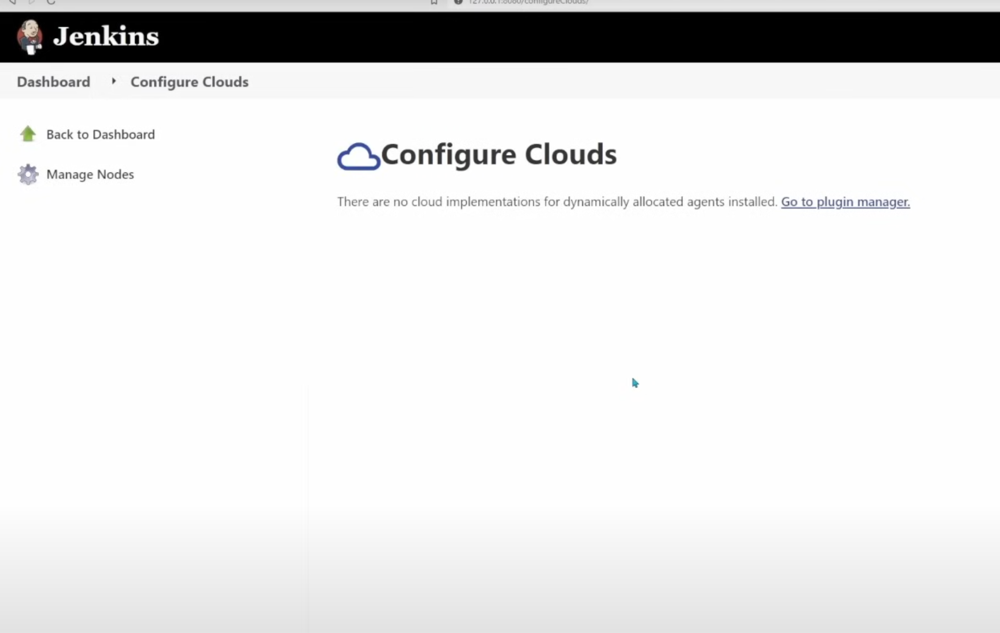 127.0.0.1:8080/configureClouds/
Jenkins
Dashboard
Configure Clouds
Back to Dashboard
Manage Nodes
Configure Clouds
There are no cloud implementations for dynamically allocated agents installed. Go to plugin manager.